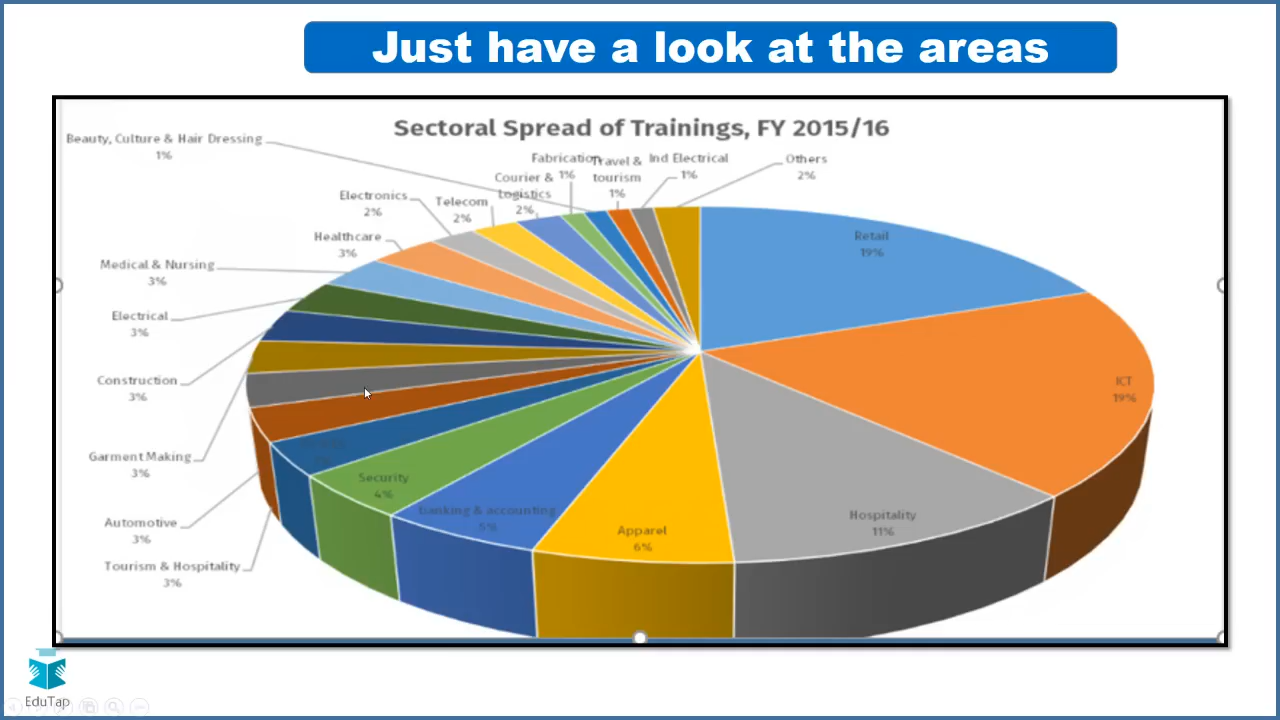 Just have a look at the areas
Sectoral Spread of Trainings, FY 2015/16
Beauty, Culture & Hair Dressing
1%
Fabrication
1%
Travel &
tourism
1%
Ind Electrical
1%
Others
2%
Courier &
Logistics
2%
Electronics
2%
Telecom
2%
Healthcare
3%
Medical & Nursing
3%
Electrical
3%
Construction
3%
Garment Making
3%
Automotive
3%
Tourism & Hospitality
3%
Retail
19%
ICT
19%
Security
4%
Banking & accounting
5%
Apparel
6%
Hospitality
11%
EduTap